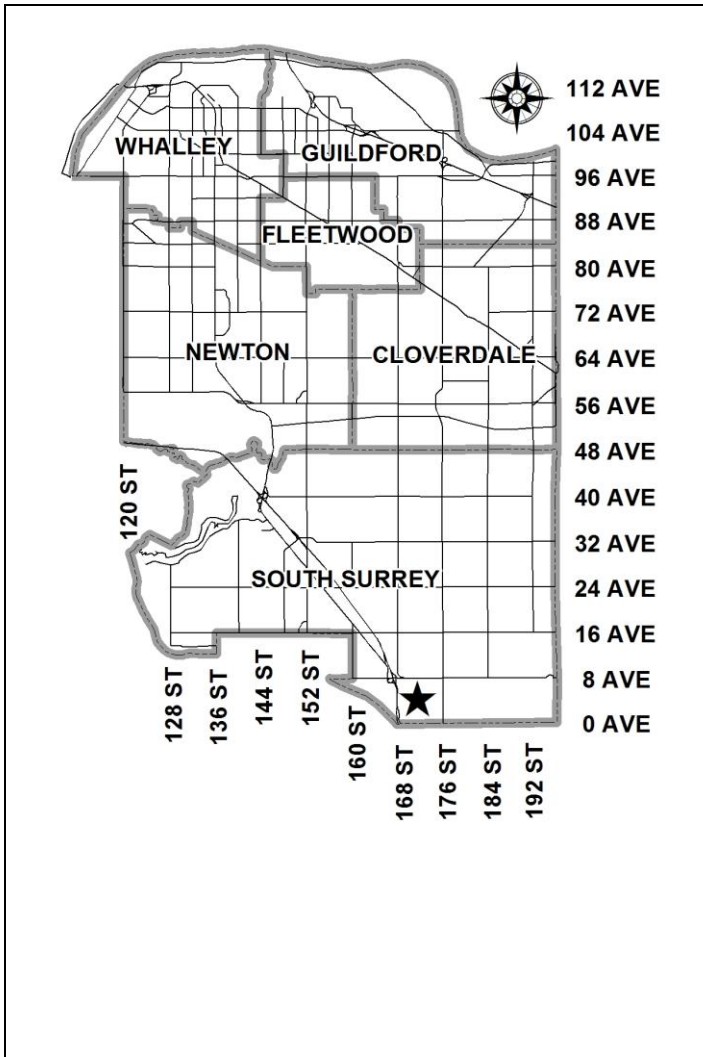 112 AVE
104 AVE
WHALLEY
GUILDFORD
96 AVE
88 AVE
FLEETWOOD
80 AVE
72 AVE
NEWTON
CLOVERDALE
64 AVE
56 AVE
48 AVE
120 ST
40 AVE
32 AVE
SOUTH SURREY
24 AVE
16 AVE
8 AVE
0 AVE
128 ST
136 ST
144 ST
152 ST
160 ST
168 ST
176 ST
184 ST
192 ST